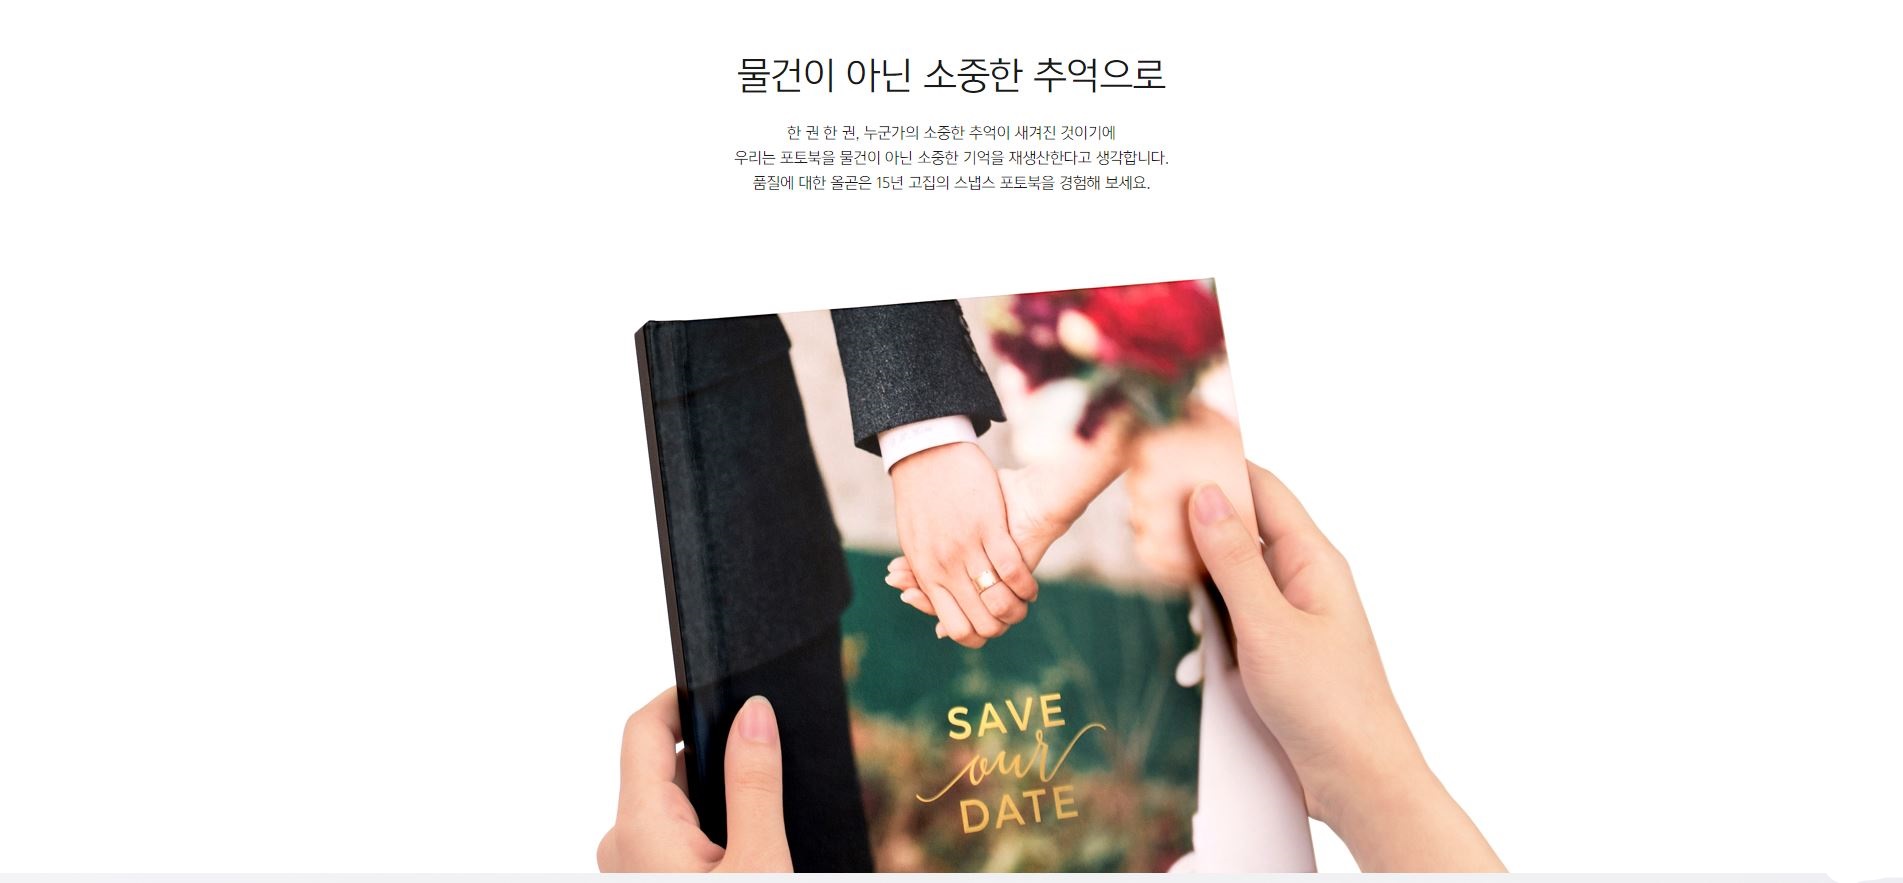 물건이 아닌 소중한 추억으로
한 권 한 권, 누군가의 소중한 추억이 새겨진 것이기에
우리는 포토북을 물건이 아닌 소중한 기억을 재생산한다고 생각합니다.
품질에 대한 올곧은 15년 고집의 스냅스 포토북을 경험해 보세요.
SAVE
our
DATE